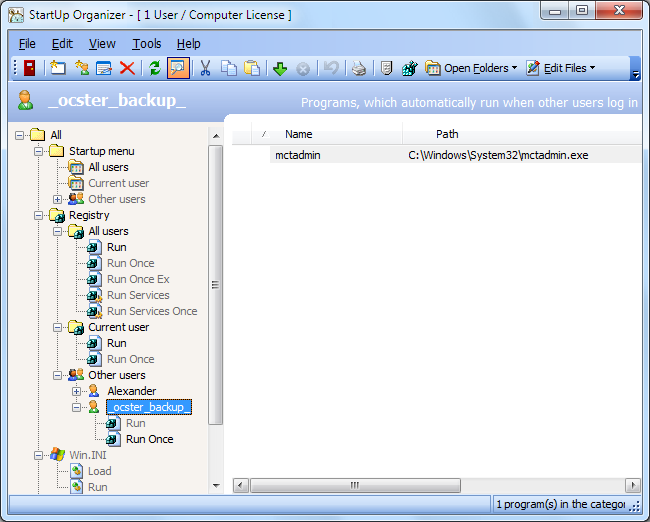 StartUp Organizer - [ 1 User / Computer License ]
File Edit View Tools Help
Open Folders Edit Files
_ocster_backup_
Programs, which automatically run when other users log in
All
Startup menu
All users
Current user
Other users
Registry
All users
Run
Run Once
Run Once Ex
Run Services
Run Services Once
Current user
Run
Run Once
Other users
Alexander
_ocster_backup_
Run
Run Once
Win.INI
Load
Run
/ Name Path
mctadmin C:\Windows\System32\mctadmin.exe
1 program(s) in the categor